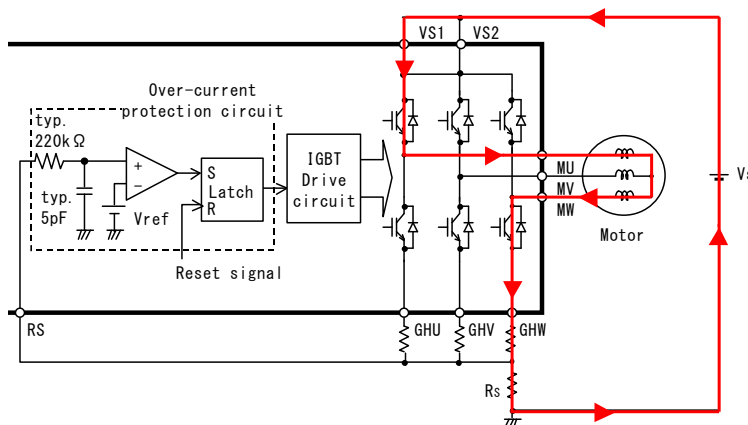 VS1 VS2
Over-current
protection circuit
typ.
220kΩ
+
−
S
Latch
R
typ.
5pF
Vref
IGBT
Drive
circuit
Reset signal
MU
MV
MW
Motor
Vs
RS
GHU
GHV
GHW
Rs